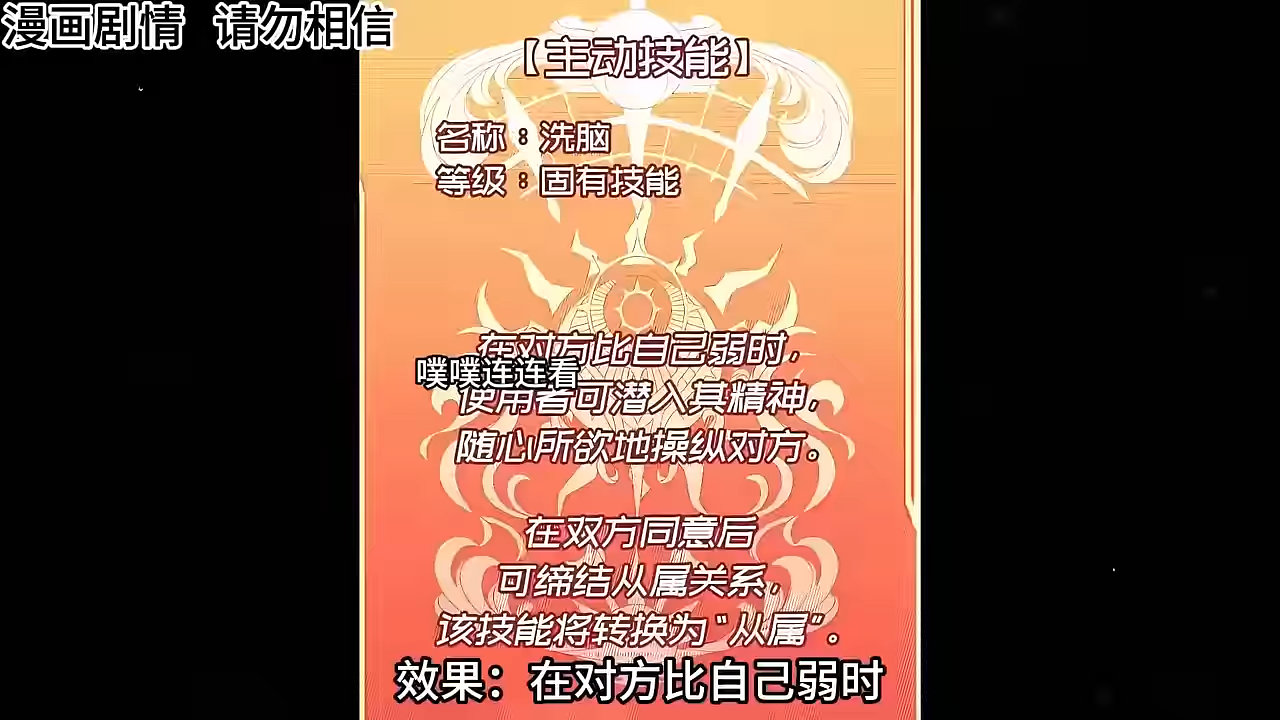 漫画剧情 请勿相信
【主动技能】
名称：洗脑
等级：固有技能
在对方比自己弱时，
噗噗连连看
使用者可潜入其精神，
随心所欲地操纵对方。
在双方同意后
可缔结从属关系，
该技能将转换为“从属”。
效果：在对方比自己弱时